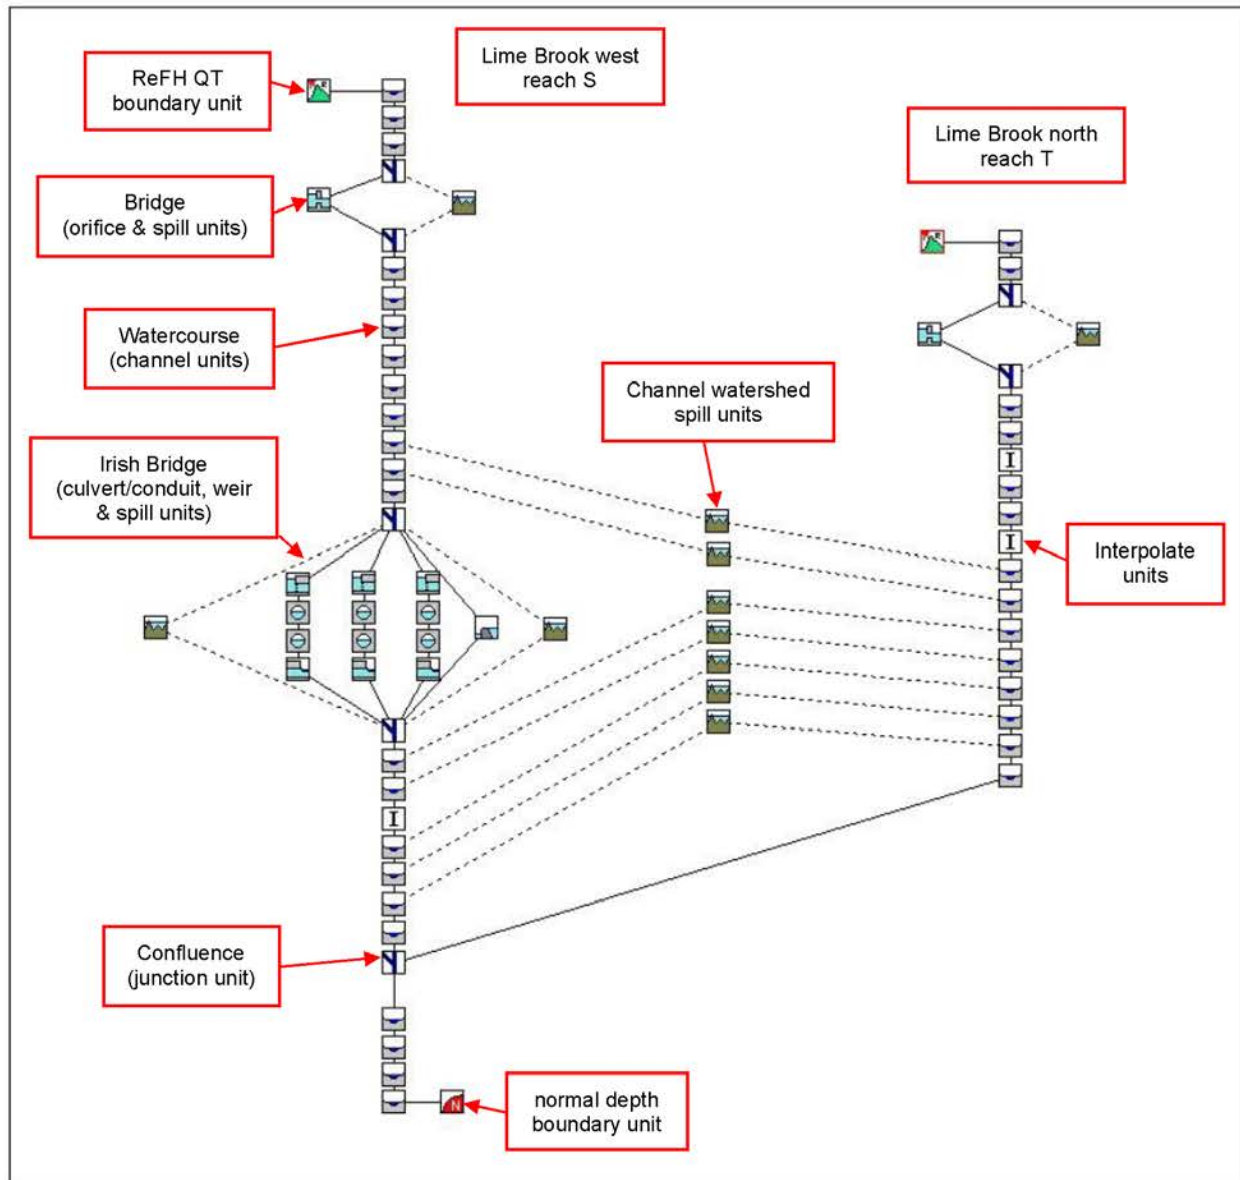 ReFH QT
boundary unit
Lime Brook west
reach S
Lime Brook north
reach T
Bridge
(orifice & spill units)
Watercourse
(channel units)
Channel watershed
spill units
Irish Bridge
(culvert/conduit, weir
& spill units)
I
I
Interpolate
units
I
Confluence
(junction unit)
N
normal depth
boundary unit